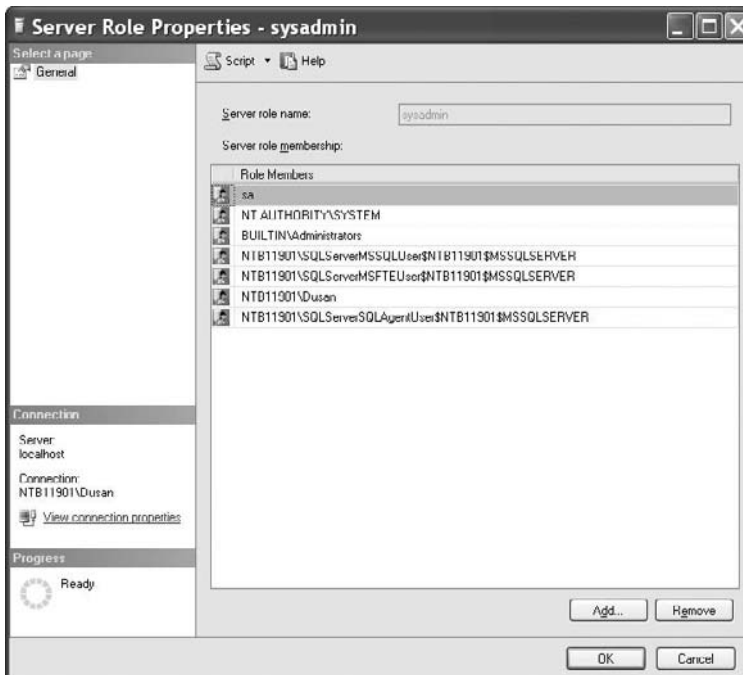 Server Role Properties - sysadmin
Select a page
General
Script
Help
Server role name:
sysadmin
Server role membership:
Role Members
sa
NT AUTHORITY\SYSTEM
BUILTIN\Administrators
NTB11901\SQLServerMSSQLUser$NTB11901$MSSQLSERVER
NTB11901\SQLServerMSFTEUser$NTB11901$MSSQLSERVER
NTB11901\Dusan
NTB11901\SQLServerSQLAgentUser$NTB11901$MSSQLSERVER
Connection
Server:
localhost
Connection:
NTB11901\Dusan
View connection properties
Progress
Ready
Add...
Remove
OK
Cancel